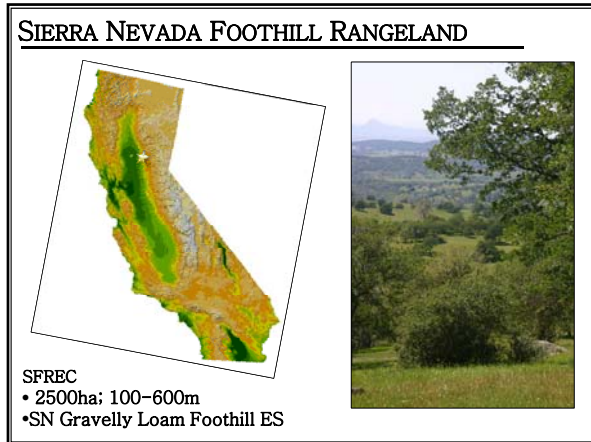 SIERRA NEVADA FOOTHILL RANGELAND
SFREC
• 2500ha; 100-600m
•SN Gravelly Loam Foothill ES